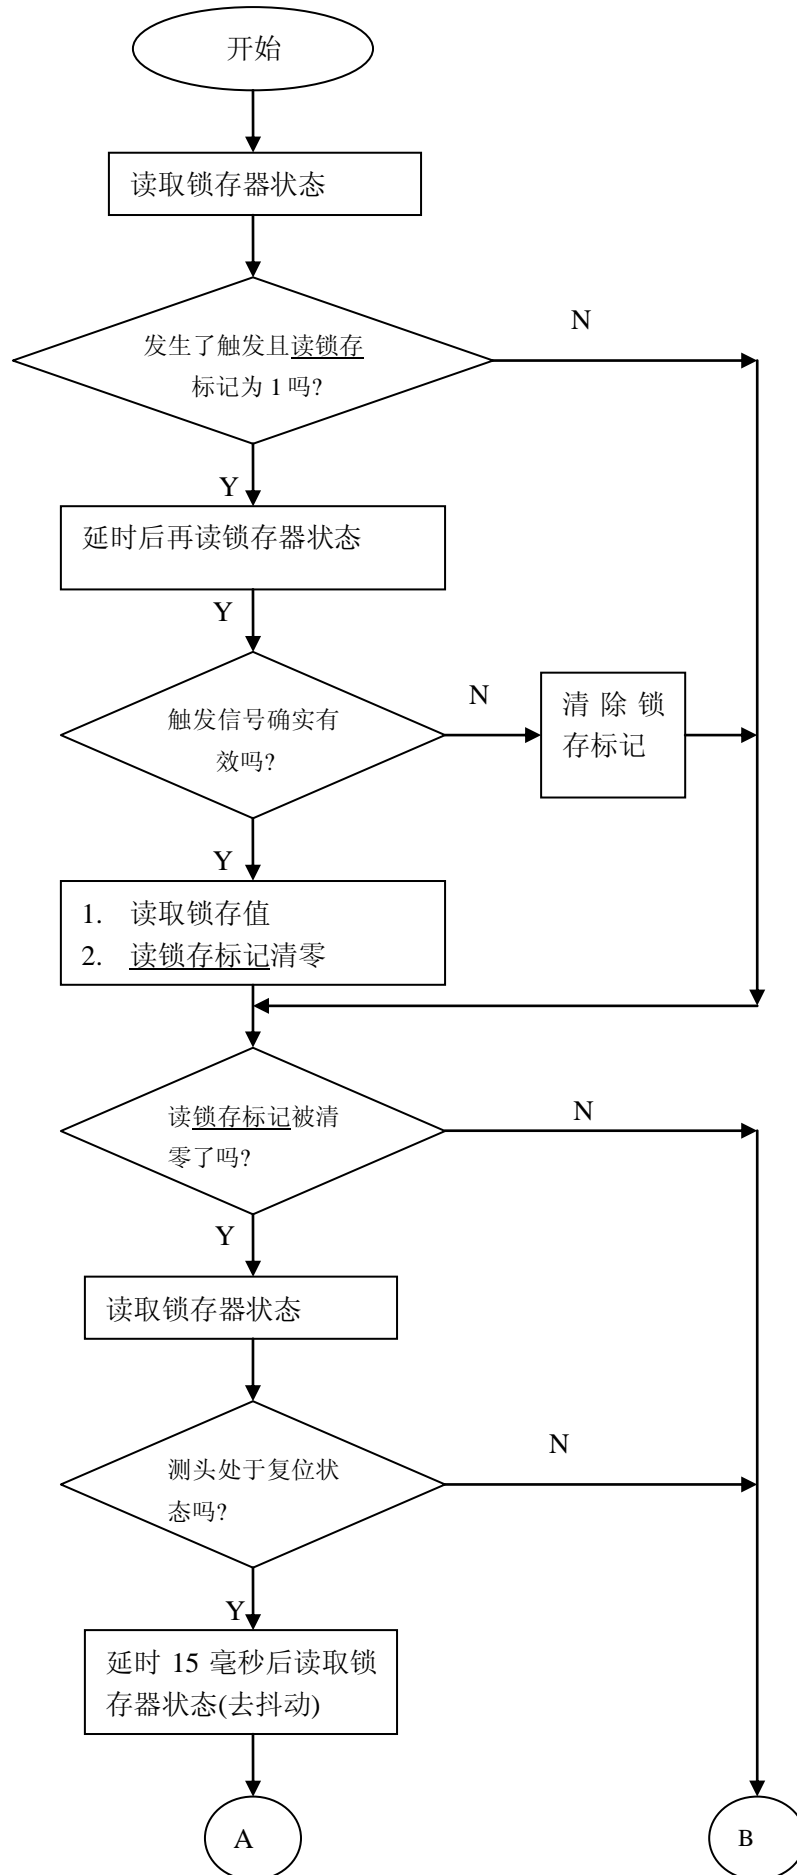 开始
读取锁存器状态
N
发生了触发且读锁存
标记为 1 吗?
Y
延时后再读锁存器状态
Y
触发信号确实有
效吗?
N
清除锁
存标记
Y
1. 读取锁存值
2. 读锁存标记清零
读锁存标记被清
零了吗?
N
Y
读取锁存器状态
测头处于复位状
态吗?
N
Y
延时 15 毫秒后读取锁
存器状态(去抖动)
A
B